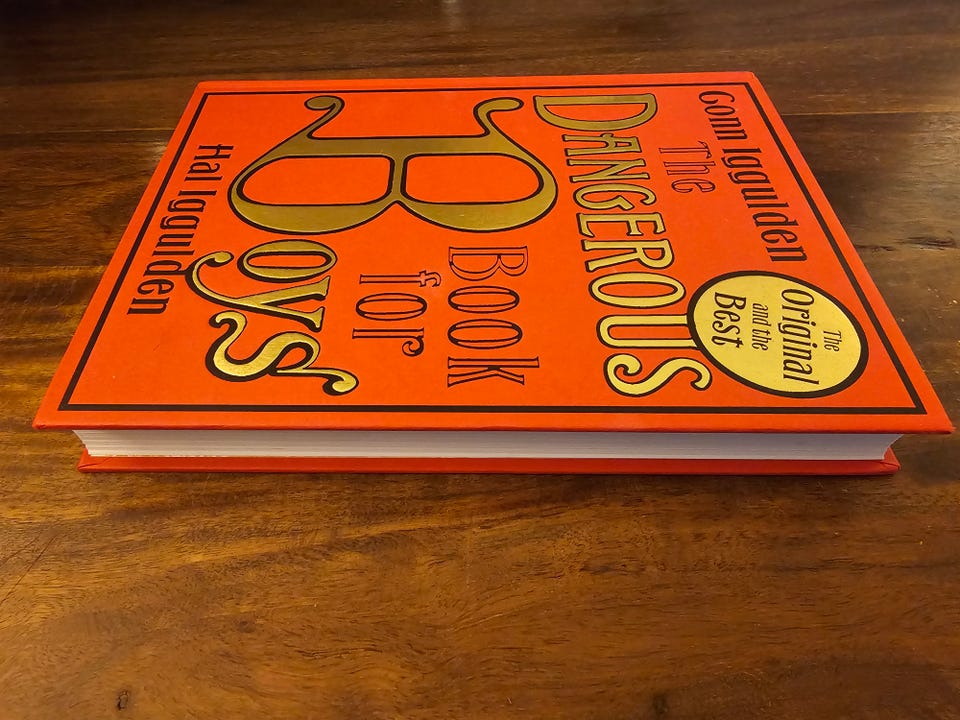 Conn Iggulden
The
DANGEROUS
Book
for
Boys
Hal Iggulden
The
Original
and the
Best